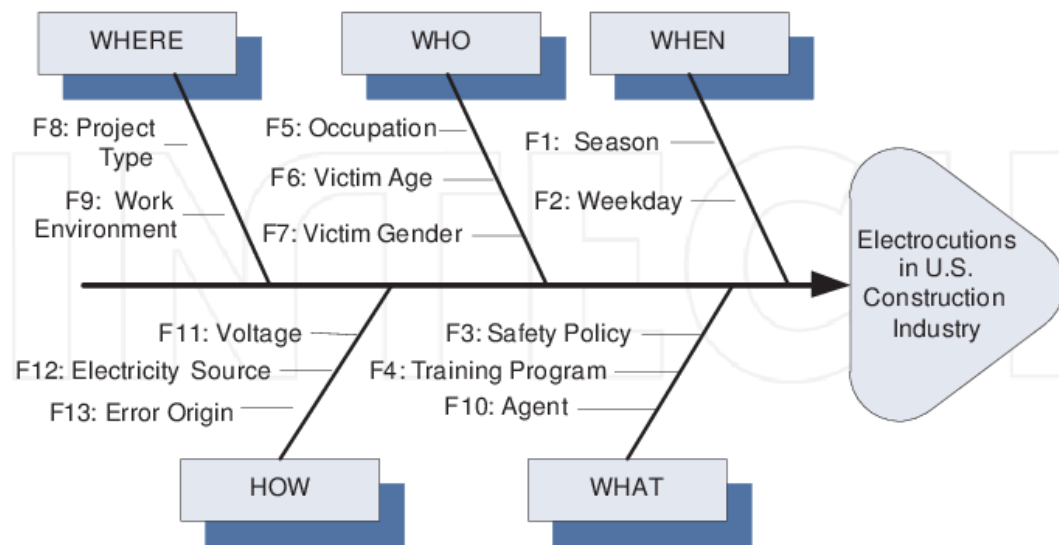 WHERE
WHO
WHEN
F8: Project
Type
F9: Work
Environment
F5: Occupation
F6: Victim Age
F7: Victim Gender
F1: Season
F2: Weekday
Electrocutions
in U.S.
Construction
Industry
F11: Voltage
F12: Electricity Source
F13: Error Origin
F3: Safety Policy
F4: Training Program
F10: Agent
HOW
WHAT
INTECH